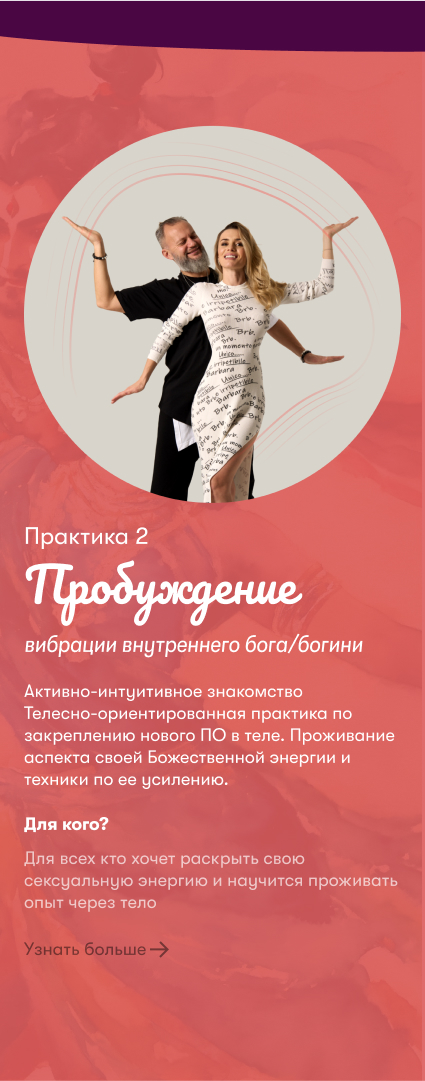 Практика 2
Пробуждение
вибрации внутреннего бога/богини
Активно-интуитивное знакомство
Телесно-ориентированная практика по
закреплению нового ПО в теле. Проживание
аспекта своей Божественной энергии и
техники по ее усилению.
Для кого?
Для всех кто хочет раскрыть свою
сексуальную энергию и научится проживать
опыт через тело
Узнать больше →